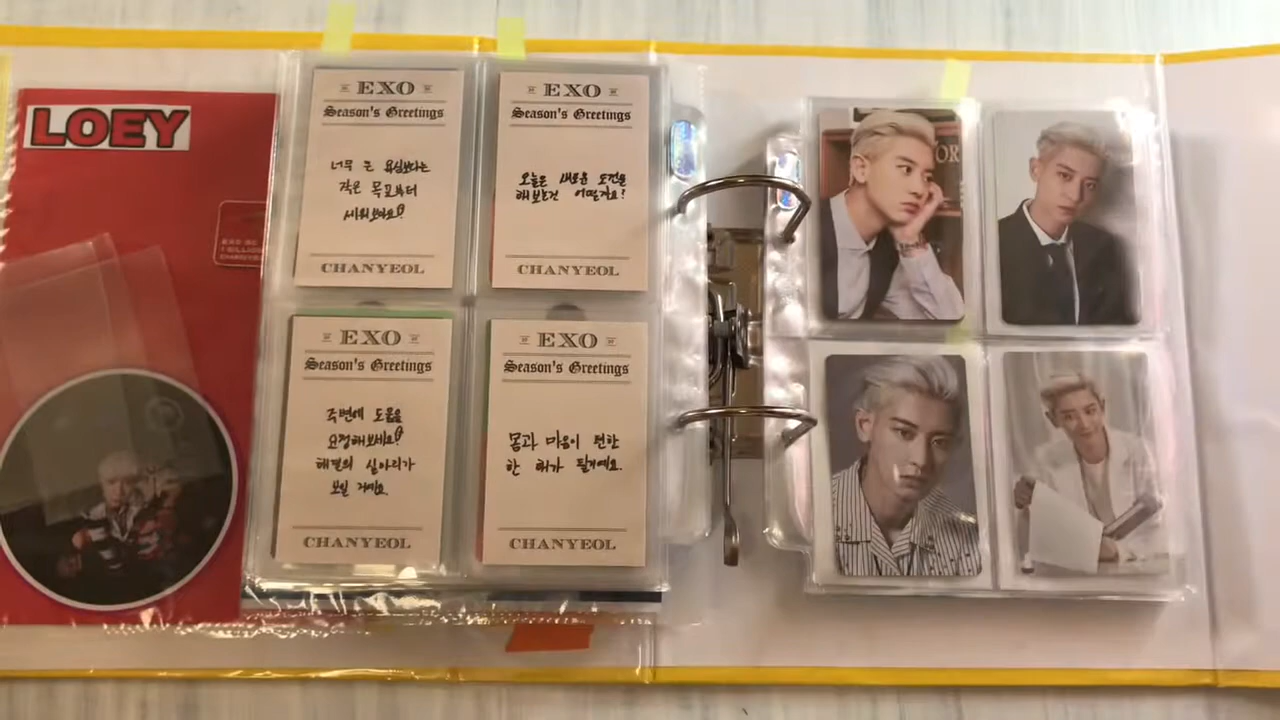 LOEY
EXO
Season's Greetings
너무 큰 욕심보다는
작은 목표부터
세워보아요!
CHANYEOL
EXO
Season's Greetings
오늘은 새로운 도전을
해보는건 어떨까요?
CHANYEOL
EXO
Season's Greetings
주변에 도움을
요청해보세요!
해결의 실마리가
보일 거예요.
CHANYEOL
EXO
Season's Greetings
몸과 마음이 편한
한 해가 될거예요.
CHANYEOL
OR